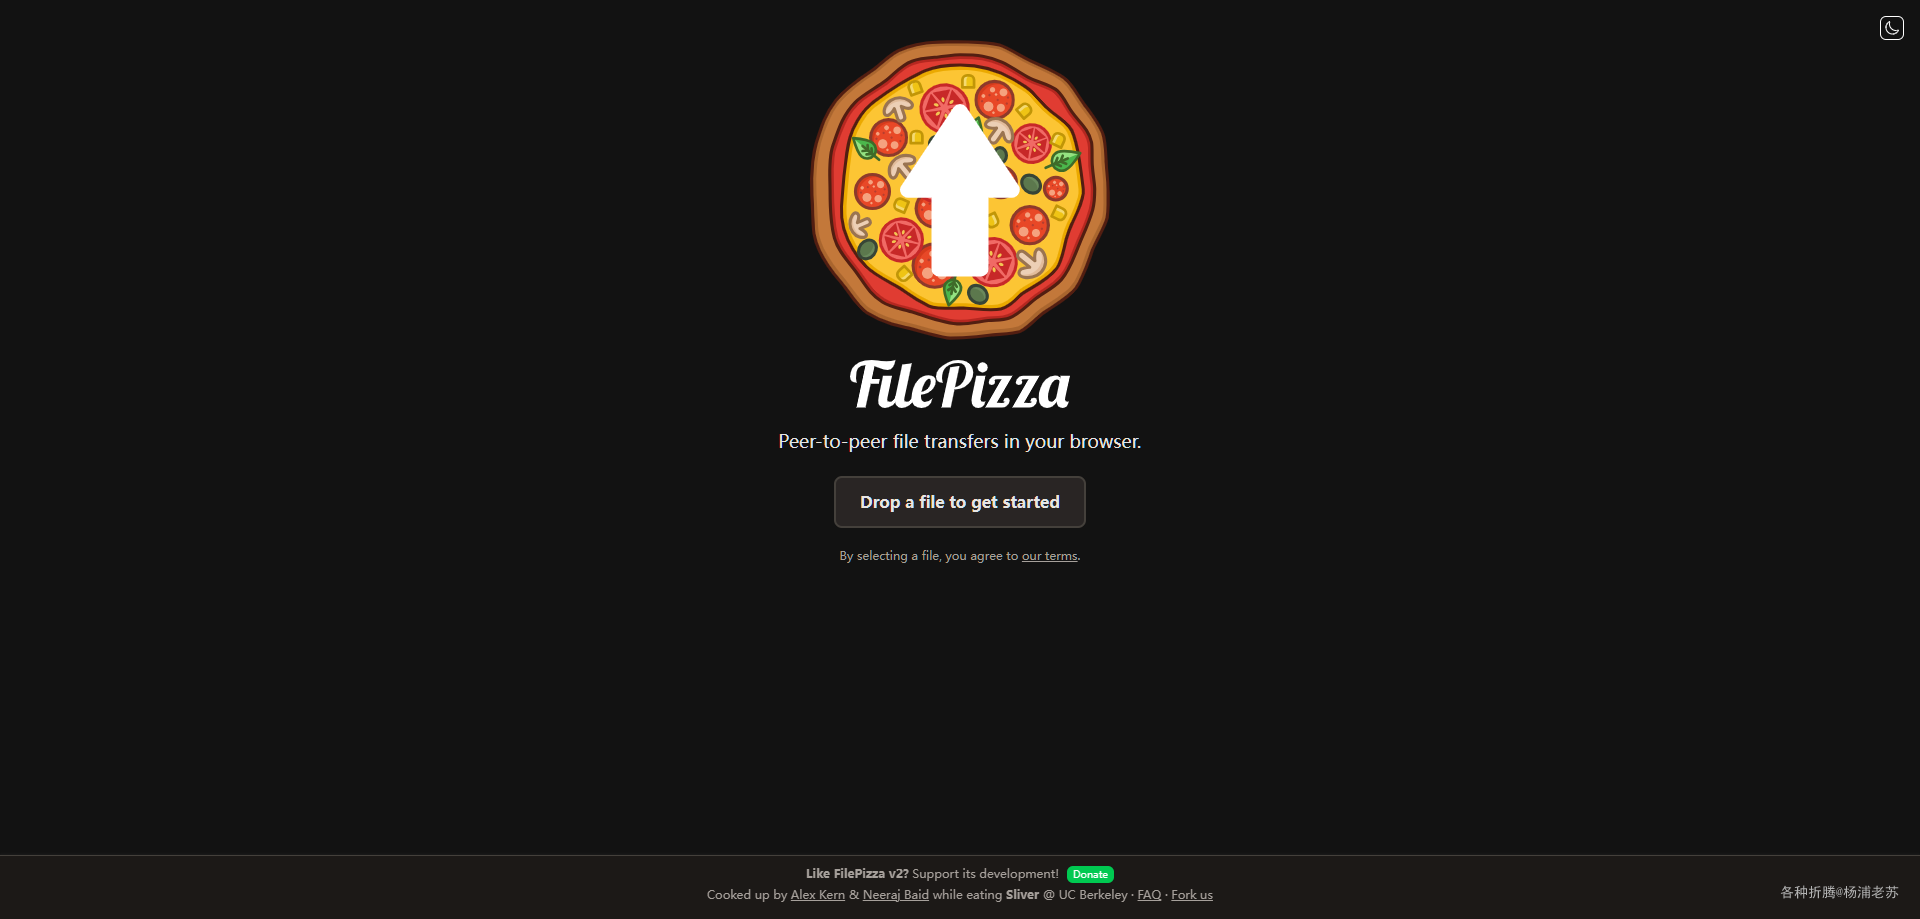 FilePizza
Peer-to-peer file transfers in your browser.
Drop a file to get started
By selecting a file, you agree to our terms.
Like FilePizza v2? Support its development! Donate
Cooked up by Alex Kern & Neeraj Baid while eating Sliver @ UC Berkeley · FAQ · Fork us
各种折腾@杨浦老苏